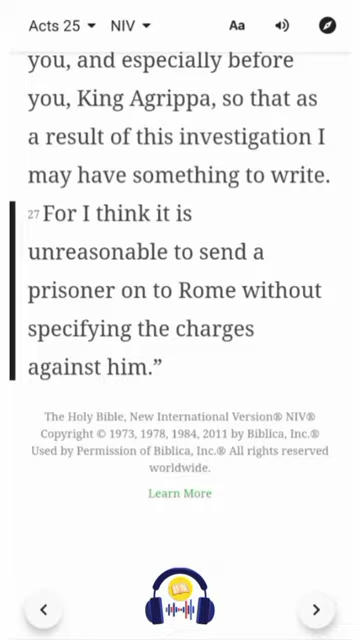 Acts 25 NIV Aa
you, and especially before
you, King Agrippa, so that as
a result of this investigation I
may have something to write.
27 For I think it is
unreasonable to send a
prisoner on to Rome without
specifying the charges
against him.”
The Holy Bible, New International Version® NIV®
Copyright © 1973, 1978, 1984, 2011 by Biblica, Inc.®
Used by Permission of Biblica, Inc.® All rights reserved
worldwide.
Learn More